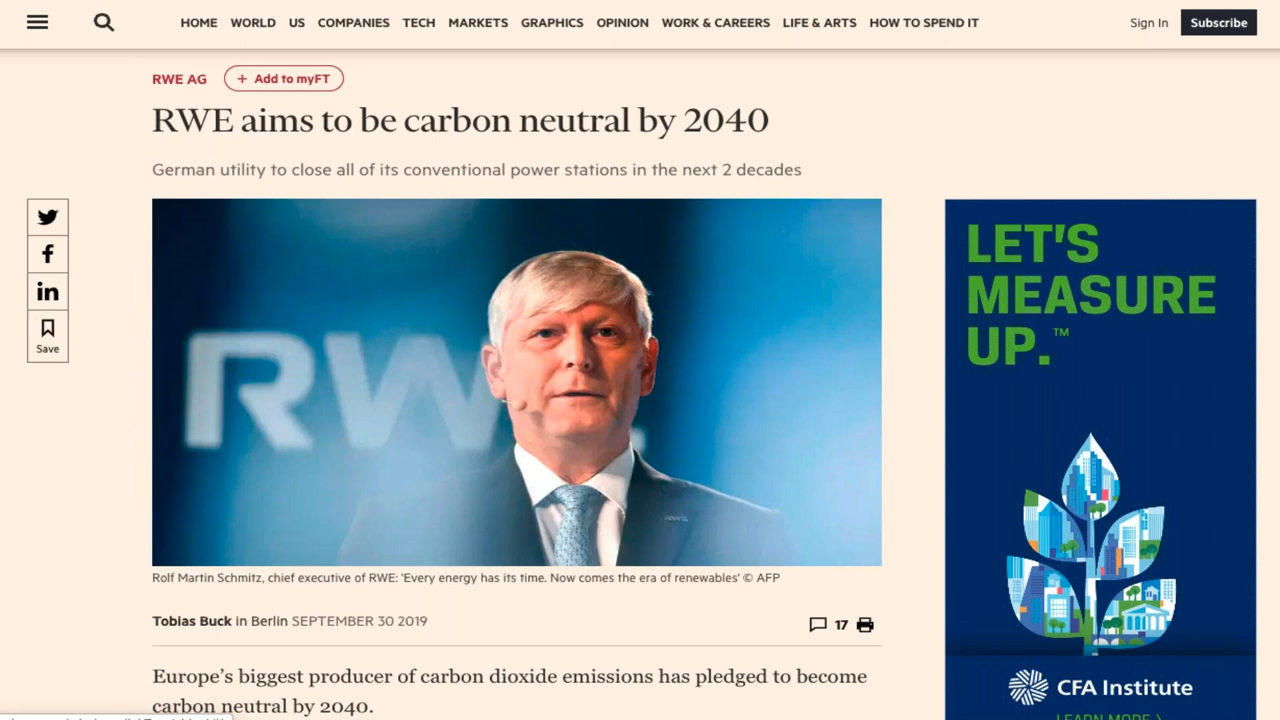 HOME WORLD US COMPANIES TECH MARKETS GRAPHICS OPINION WORK & CAREERS LIFE & ARTS HOW TO SPEND IT
Sign In Subscribe
RWE AG + Add to myFT
RWE aims to be carbon neutral by 2040
German utility to close all of its conventional power stations in the next 2 decades
Save
RW
Rolf Martin Schmitz, chief executive of RWE: 'Every energy has its time. Now comes the era of renewables' © AFP
Tobias Buck in Berlin SEPTEMBER 30 2019
17
Europe's biggest producer of carbon dioxide emissions has pledged to become
carbon neutral by 2040.
LET'S
MEASURE
UP.™
CFA Institute
LEARN MORE